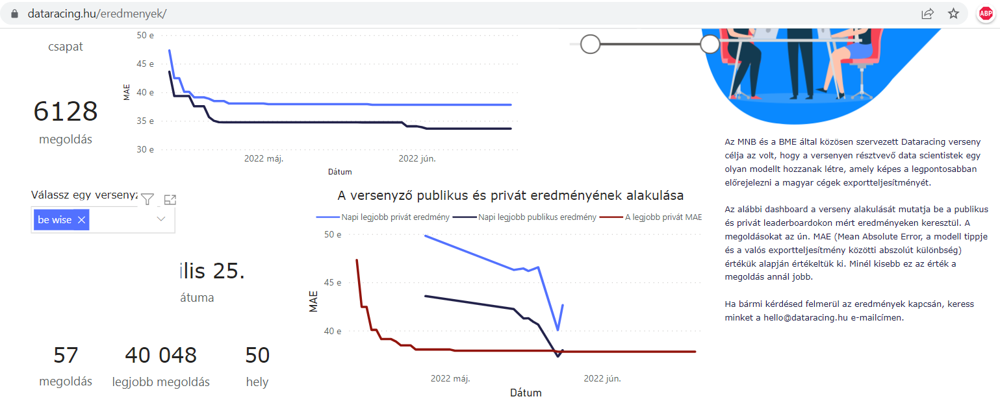 dataracing.hu/eredmenyek/
ABP
csapat
50 e
45 e
40 e
35 e
30 e
MAE
2022 máj.
2022 jún.
Dátum
6128
megoldás
Válassz egy verseny
be wise
ilis 25.
átuma
57
megoldás
40 048
legjobb megoldás
50
hely
A versenyző publikus és privát eredményének alakulása
Napi legjobb privát eredmény
Napi legjobb publikus eredmény
A legjobb privát MAE
50 e
45 e
40 e
MAE
2022 máj.
2022 jún.
Dátum
Az MNB és a BME által közösen szervezett Dataracing verseny
célja az volt, hogy a versenyen résztvevő data scientistek egy
olyan modellt hozzanak létre, amely képes a legpontosabban
előrejelezni a magyar cégek exportteljesítményét.
Az alábbi dashboard a verseny alakulását mutatja be a publikus
és privát leaderboardokon mért eredményeken keresztül. A
megoldásokat az ún. MAE (Mean Absolute Error, a modell tippje
és a valós exportteljesítmény közötti abszolút különbség)
értékük alapján értékeltük ki. Minél kisebb ez az érték a
megoldás annál jobb.
Ha bármi kérdésed felmerül az eredmények kapcsán, keress
minket a hello@dataracing.hu e-mailcímen.